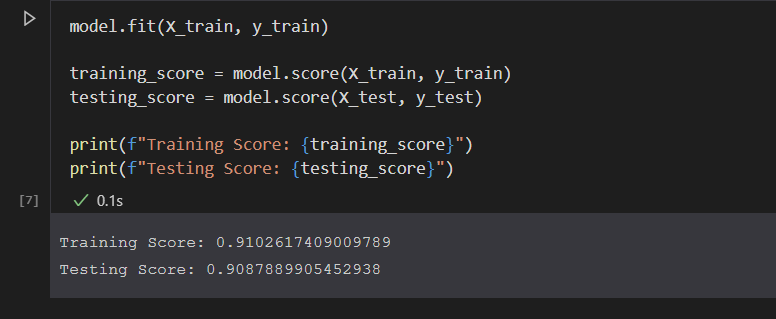 model.fit(X_train, y_train)
training_score = model.score(X_train, y_train)
testing_score = model.score(X_test, y_test)
print(f"Training Score: {training_score}")
print(f"Testing Score: {testing_score}")
[7]
0.1s
Training Score: 0.9102617409009789
Testing Score: 0.9087889905452938